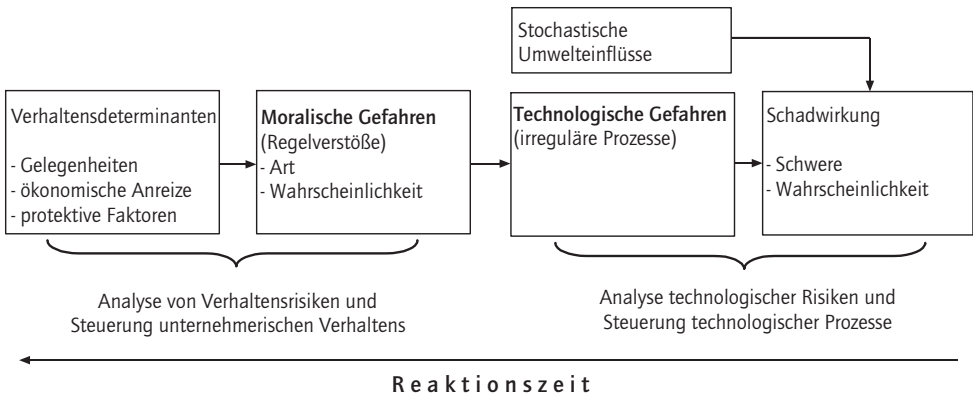 Stochastische
Umwelteinflüsse
Verhaltensdeterminanten
- Gelegenheiten
- ökonomische Anreize
- protektive Faktoren
Moralische Gefahren
(Regelverstöße)
- Art
- Wahrscheinlichkeit
Technologische Gefahren
(irreguläre Prozesse)
Schadwirkung
- Schwere
- Wahrscheinlichkeit
Analyse von Verhaltensrisiken und
Steuerung unternehmerischen Verhaltens
Analyse technologischer Risiken und
Steuerung technologischer Prozesse
Reaktionszeit